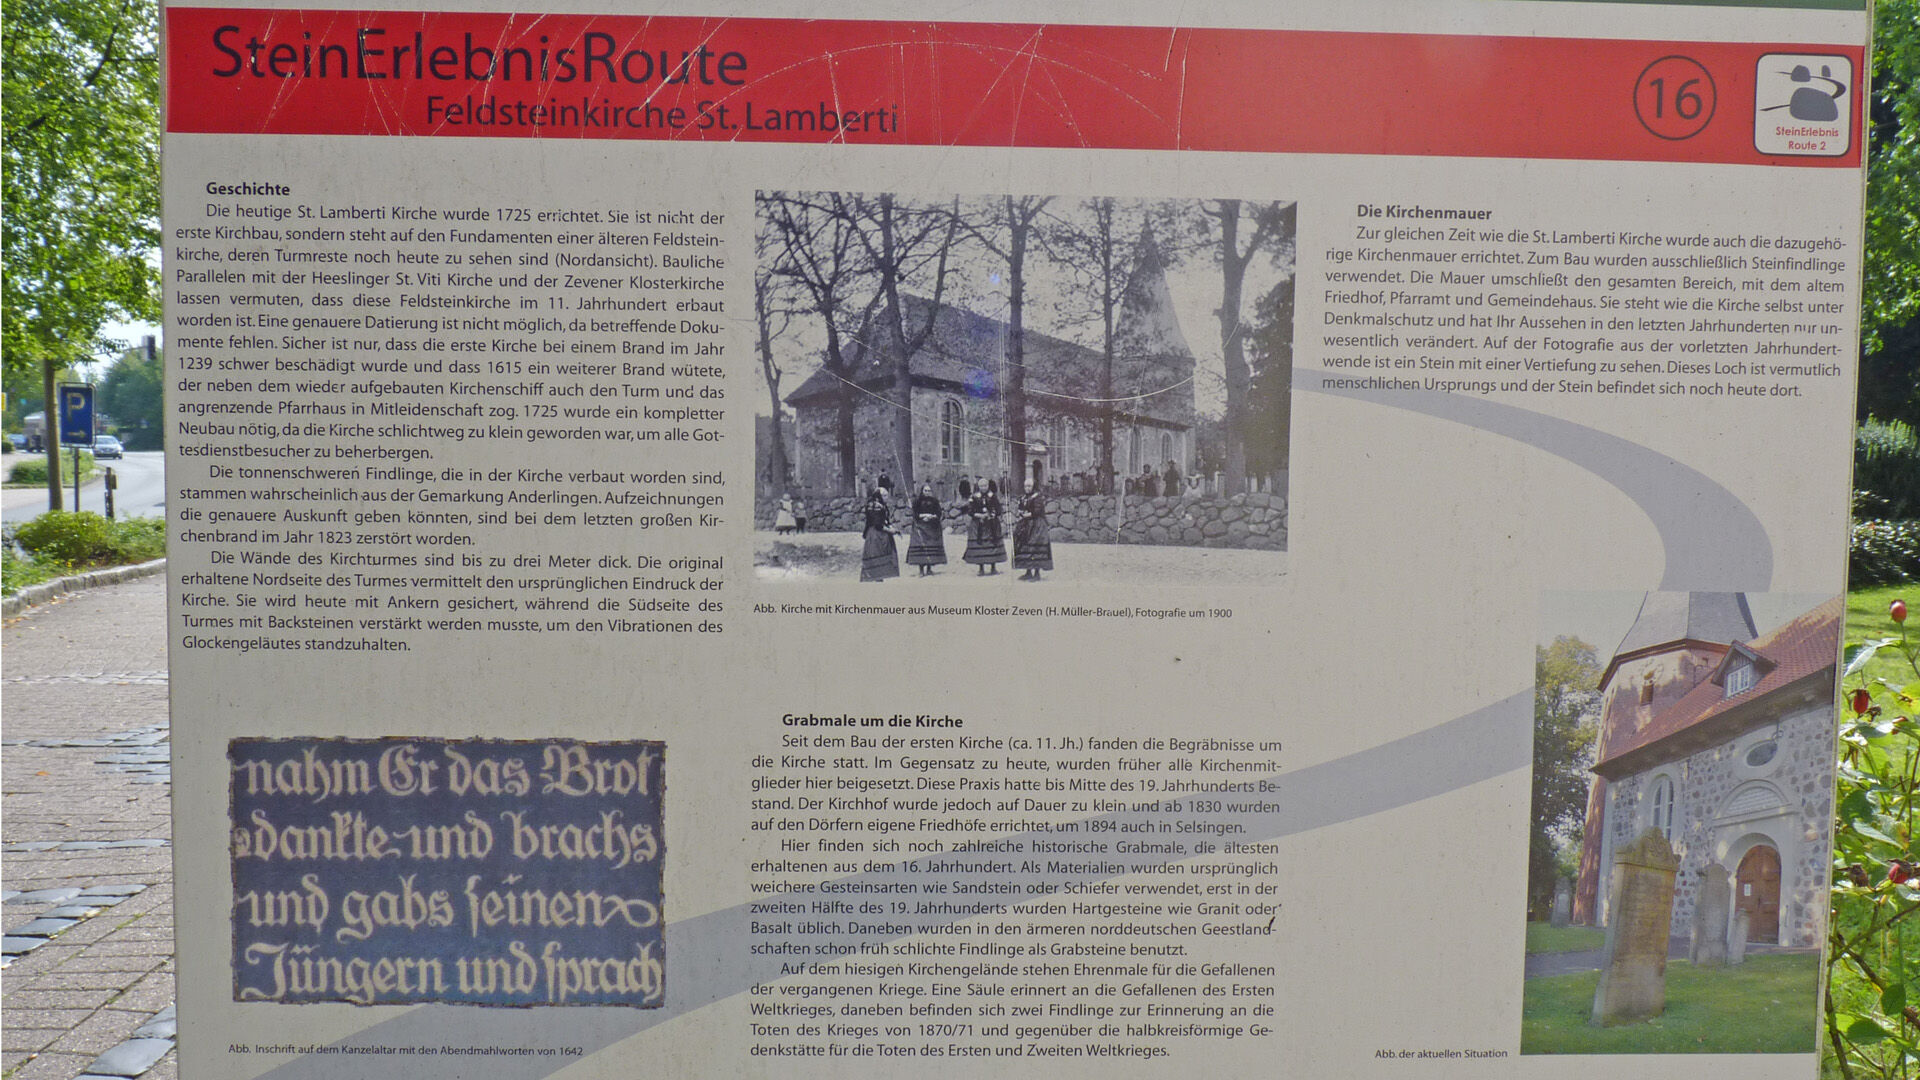 SteinErlebnisRoute
Feldsteinkirche St. Lamberti
16
SteinErlebnis
Route 2
Geschichte
Die heutige St. Lamberti Kirche wurde 1725 errichtet. Sie ist nicht der
erste Kirchbau, sondern steht auf den Fundamenten einer älteren Feldstein-
kirche, deren Turmreste noch heute zu sehen sind (Nordansicht). Bauliche
Parallelen mit der Heeslinger St. Viti Kirche und der Zevener Klosterkirche
lassen vermuten, dass diese Feldsteinkirche im 11. Jahrhundert erbaut
worden ist. Eine genauere Datierung ist nicht möglich, da betreffende Doku-
mente fehlen. Sicher ist nur, dass die erste Kirche bei einem Brand im Jahr
1239 schwer beschädigt wurde und dass 1615 ein weiterer Brand wütete,
der neben dem wieder aufgebauten Kirchenschiff auch den Turm und das
angrenzende Pfarrhaus in Mitleidenschaft zog. 1725 wurde ein kompletter
Neubau nötig, da die Kirche schlichtweg zu klein geworden war, um alle Got-
tesdienstbesucher zu beherbergen.
Die tonnenschweren Findlinge, die in der Kirche verbaut worden sind,
stammen wahrscheinlich aus der Gemarkung Anderlingen. Aufzeichnungen
die genauere Auskunft geben könnten, sind bei dem letzten großen Kir-
chenbrand im Jahr 1823 zerstört worden.
Die Wände des Kirchturmes sind bis zu drei Meter dick. Die original
erhaltene Nordseite des Turmes vermittelt den ursprünglichen Eindruck der
Kirche. Sie wird heute mit Ankern gesichert, während die Südseite des
Turmes mit Backsteinen verstärkt werden musste, um den Vibrationen des
Glockengeläutes standzuhalten.
nahm Er das Brot
dankte und brachs
und gabs seinen
Jüngern und sprach
Abb. Inschrift auf dem Kanzelaltar mit den Abendmahlworten von 1642
Abb. Kirche mit Kirchenmauer aus Museum Kloster Zeven (H. Müller-Brauel), Fotografie um 1900
Grabmale um die Kirche
Seit dem Bau der ersten Kirche (ca. 11. Jh.) fanden die Begräbnisse um
die Kirche statt. Im Gegensatz zu heute, wurden früher alle Kirchenmit-
glieder hier beigesetzt. Diese Praxis hatte bis Mitte des 19. Jahrhunderts Be-
stand. Der Kirchhof wurde jedoch auf Dauer zu klein und ab 1830 wurden
auf den Dörfern eigene Friedhöfe errichtet, um 1894 auch in Selsingen.
Hier finden sich noch zahlreiche historische Grabmale, die ältesten
erhaltenen aus dem 16. Jahrhundert. Als Materialien wurden ursprünglich
weichere Gesteinsarten wie Sandstein oder Schiefer verwendet, erst in der
zweiten Hälfte des 19. Jahrhunderts wurden Hartgesteine wie Granit oder
Basalt üblich. Daneben wurden in den ärmeren norddeutschen Geestland-
schaften schon früh schlichte Findlinge als Grabsteine benutzt.
Auf dem hiesigen Kirchengelände stehen Ehrenmale für die Gefallenen
der vergangenen Kriege. Eine Säule erinnert an die Gefallenen des Ersten
Weltkrieges, daneben befinden sich zwei Findlinge zur Erinnerung an die
Toten des Krieges von 1870/71 und gegenüber die halbkreisförmige Ge-
denkstätte für die Toten des Ersten und Zweiten Weltkrieges.
Die Kirchenmauer
Zur gleichen Zeit wie die St. Lamberti Kirche wurde auch die dazugehö-
rige Kirchenmauer errichtet. Zum Bau wurden ausschließlich Steinfindlinge
verwendet. Die Mauer umschließt den gesamten Bereich, mit dem altem
Friedhof, Pfarramt und Gemeindehaus. Sie steht wie die Kirche selbst unter
Denkmalschutz und hat Ihr Aussehen in den letzten Jahrhunderten nur un-
wesentlich verändert. Auf der Fotografie aus der vorletzten Jahrhundert-
wende ist ein Stein mit einer Vertiefung zu sehen. Dieses Loch ist vermutlich
menschlichen Ursprungs und der Stein befindet sich noch heute dort.
Abb. der aktuellen Situation
P